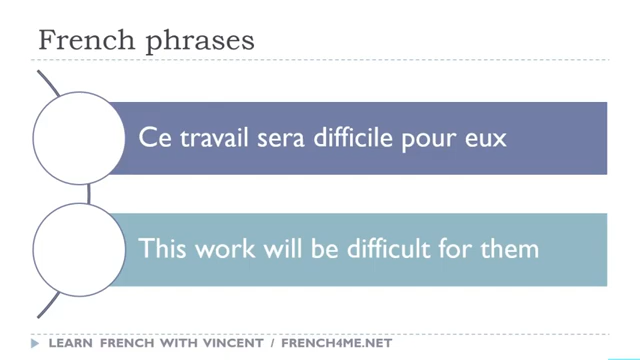 French phrases
Ce travail sera difficile pour eux
This work will be difficult for them
LEARN FRENCH WITH VINCENT / FRENCH4ME.NET